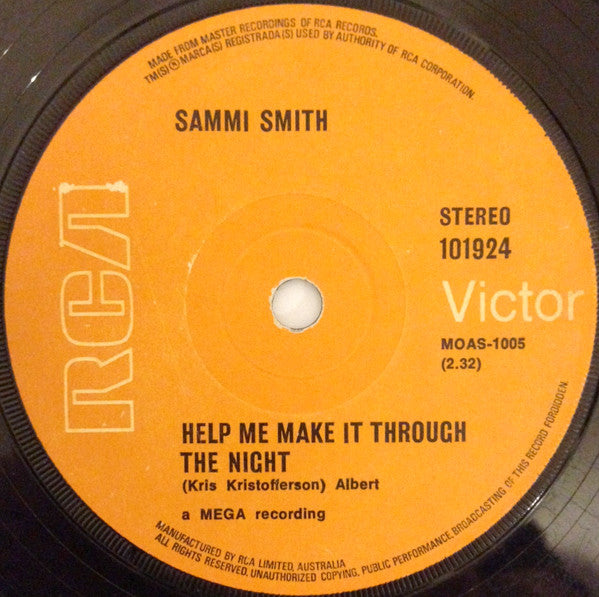 MADE FROM MASTER RECORDINGS OF RCA RECORDS.
TM(S)® MARCA(S) REGISTRADA(S) USED BY AUTHORITY OF RCA CORPORATION.
SAMMI SMITH
RCA
STEREO
101924
Victor
MOAS-1005
(2.32)
HELP ME MAKE IT THROUGH
THE NIGHT
(Kris Kristofferson) Albert
a MEGA recording
MANUFACTURED BY RCA LIMITED, AUSTRALIA
ALL RIGHTS RESERVED. UNAUTHORIZED COPYING, PUBLIC PERFORMANCE, BROADCASTING OF THIS RECORD FORBIDDEN.